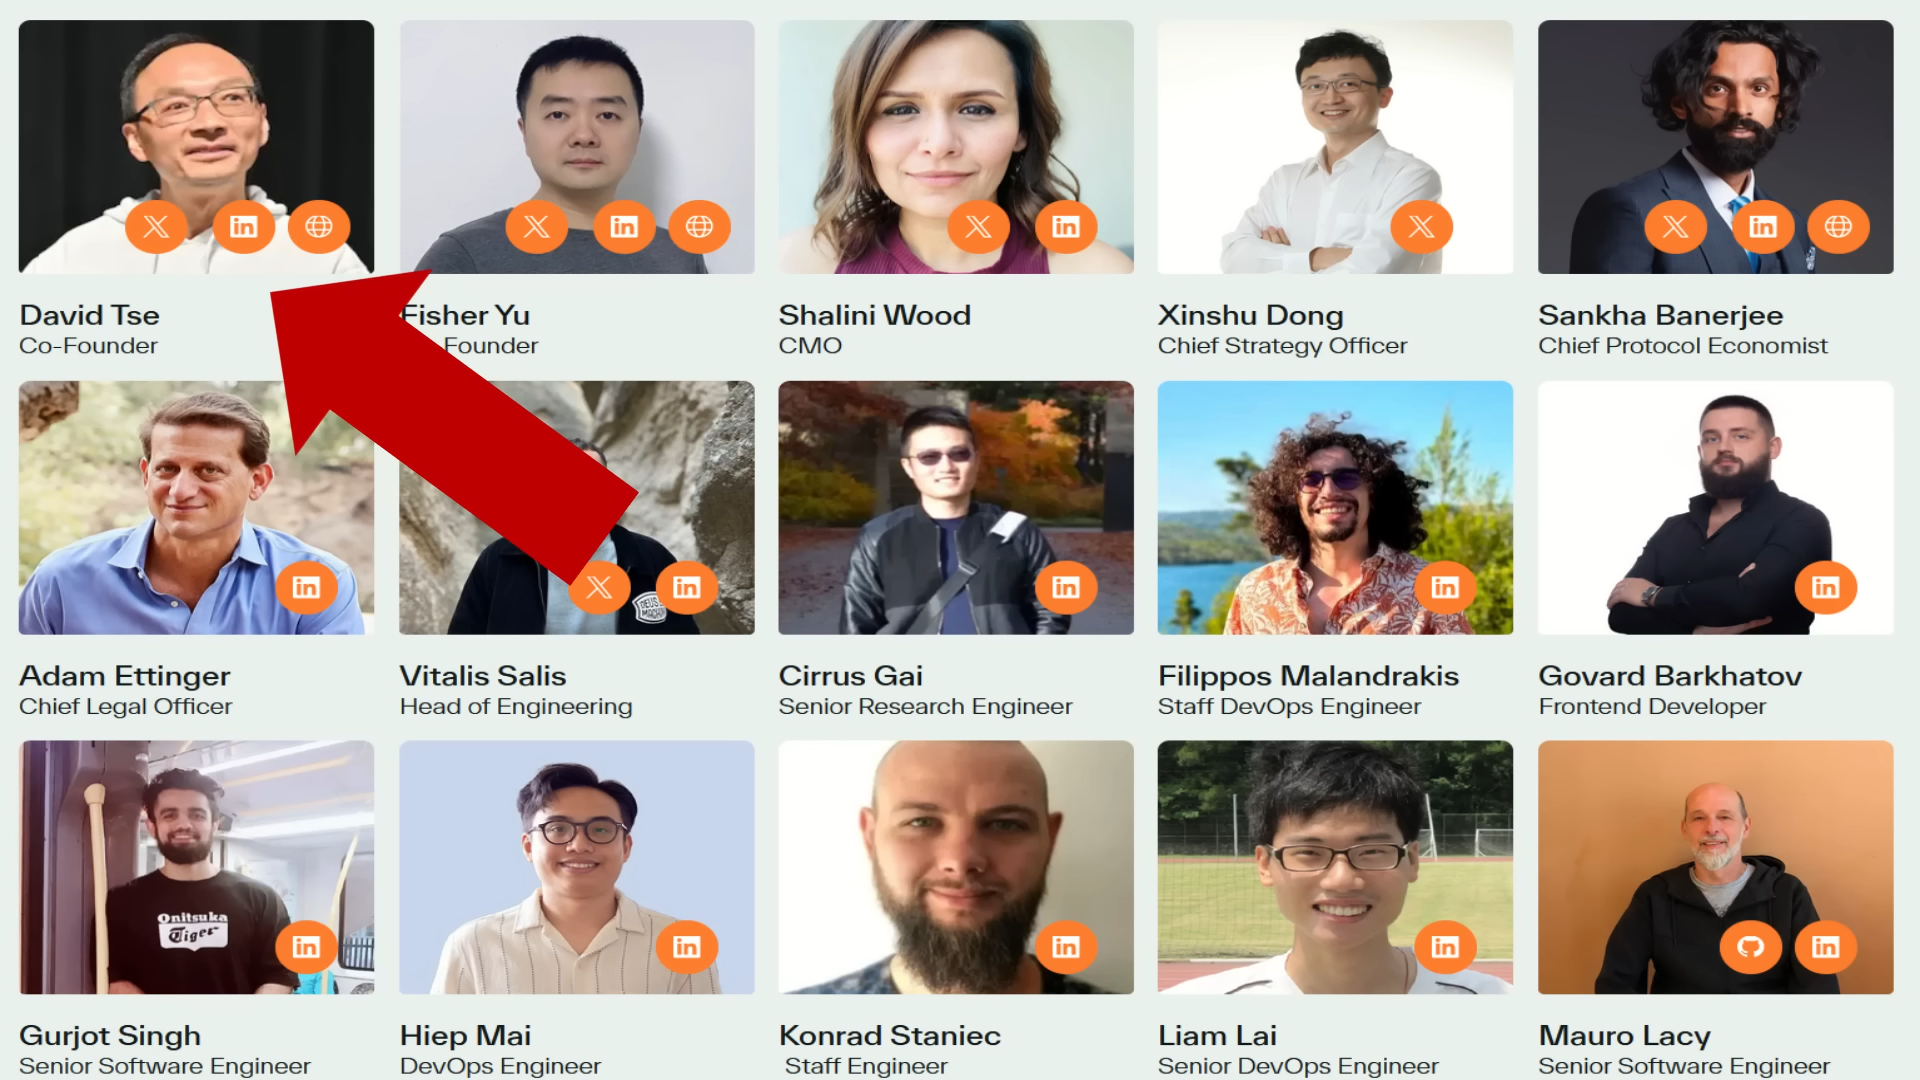 David Tse
Co-Founder
Fisher Yu
Founder
Shalini Wood
CMO
Xinshu Dong
Chief Strategy Officer
Sankha Banerjee
Chief Protocol Economist
Adam Ettinger
Chief Legal Officer
Vitalis Salis
Head of Engineering
Cirrus Gai
Senior Research Engineer
Filippos Malandrakis
Staff DevOps Engineer
Govard Barkhatov
Frontend Developer
Onitsuka
Tiger
Gurjot Singh
Senior Software Engineer
Hiep Mai
DevOps Engineer
Konrad Staniec
Staff Engineer
Liam Lai
Senior DevOps Engineer
Mauro Lacy
Senior Software Engineer